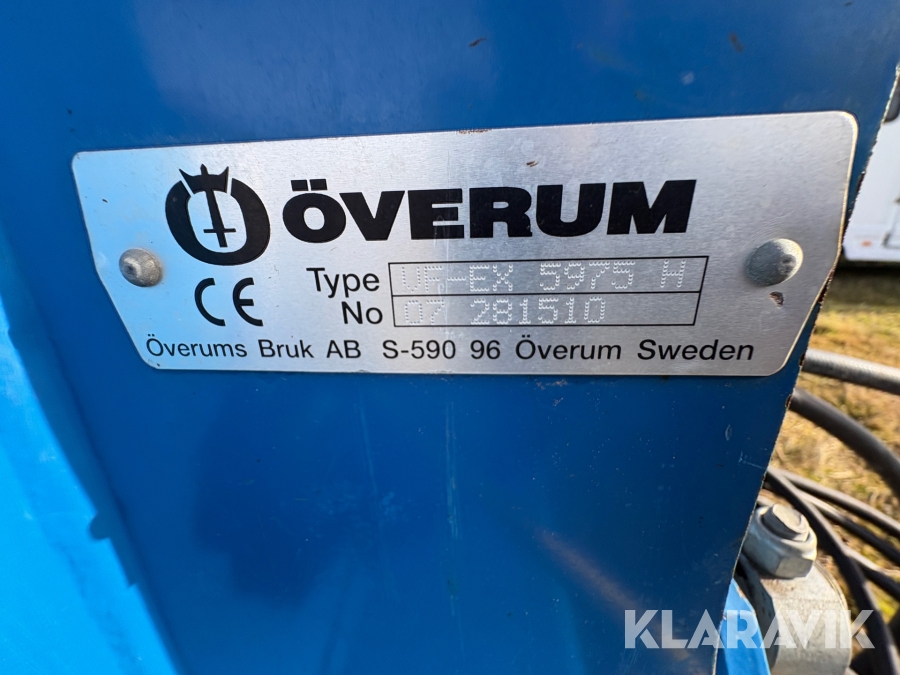 ÖVERUM
CE
Type VF-EX 5975 H
No 07 281510
Överums Bruk AB S-590 96 Överum Sweden
KLARAVIK